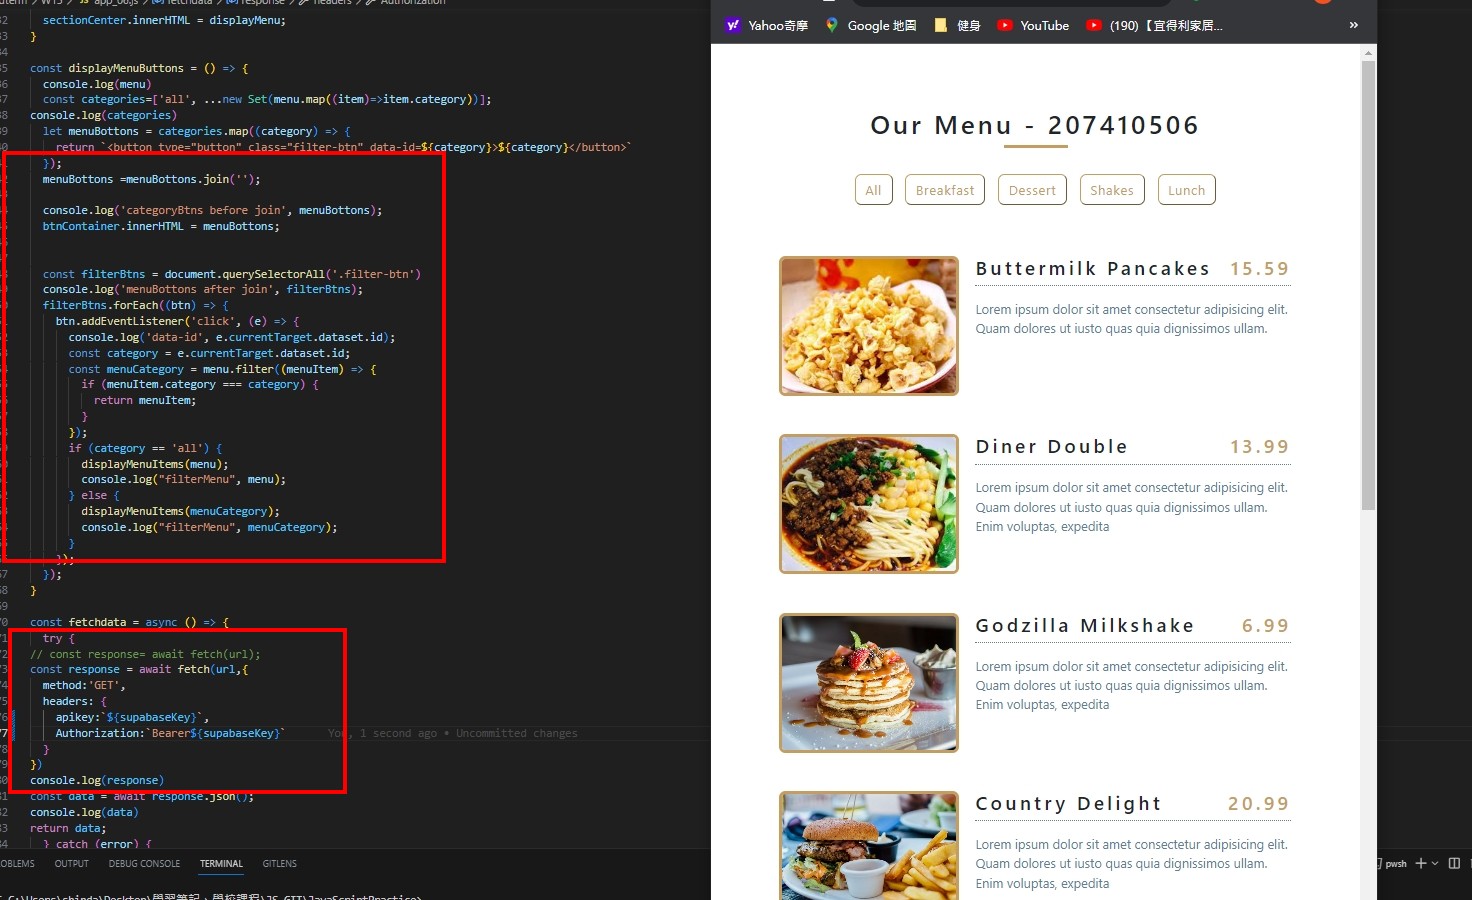 app_06.js
fetchdata
response
headers
Authorization
sectionCenter.innerHTML = displayMenu;
}
const displayMenuButtons = () => {
console.log(menu)
const categories=['all', ...new Set(menu.map((item)=>item.category))];
console.log(categories)
let menuBottons = categories.map((category) => {
return `<button type="button" class="filter-btn" data-id=${category}>${category}</button>`
});
menuBottons =menuBottons.join('');
console.log('categoryBtns before join', menuBottons);
btnContainer.innerHTML = menuBottons;
const filterBtns = document.querySelectorAll('.filter-btn')
console.log('menuBottons after join', filterBtns);
filterBtns.forEach((btn) => {
btn.addEventListener('click', (e) => {
console.log('data-id', e.currentTarget.dataset.id);
const category = e.currentTarget.dataset.id;
const menuCategory = menu.filter((menuItem) => {
if (menuItem.category === category) {
return menuItem;
}
});
if (category == 'all') {
displayMenuItems(menu);
console.log("filterMenu", menu);
} else {
displayMenuItems(menuCategory);
console.log("filterMenu", menuCategory);
}
});
});
}
const fetchdata = async () => {
try {
// const response= await fetch(url);
const response = await fetch(url,{
method:'GET',
headers: {
apikey:`${supabaseKey}`,
Authorization:`Bearer${supabaseKey}` You, 1 second ago • Uncommitted changes
}
})
console.log(response)
const data = await response.json();
console.log(data)
return data;
} catch (error) {
OUTPUT DEBUG CONSOLE TERMINAL GITLENS
pwsh
Yahoo奇摩 Google 地圖 健身 YouTube (190)【宜得利家居... »
Our Menu - 207410506
All Breakfast Dessert Shakes Lunch
Buttermilk Pancakes 15.59
Lorem ipsum dolor sit amet consectetur adipisicing elit.
Quam dolores ut iusto quas quia dignissimos ullam.
Diner Double 13.99
Lorem ipsum dolor sit amet consectetur adipisicing elit.
Quam dolores ut iusto quas quia dignissimos ullam.
Enim voluptas, expedita
Godzilla Milkshake 6.99
Lorem ipsum dolor sit amet consectetur adipisicing elit.
Quam dolores ut iusto quas quia dignissimos ullam.
Enim voluptas, expedita
Country Delight 20.99
Lorem ipsum dolor sit amet consectetur adipisicing elit.
Quam dolores ut iusto quas quia dignissimos ullam.
Enim voluptas, expedita